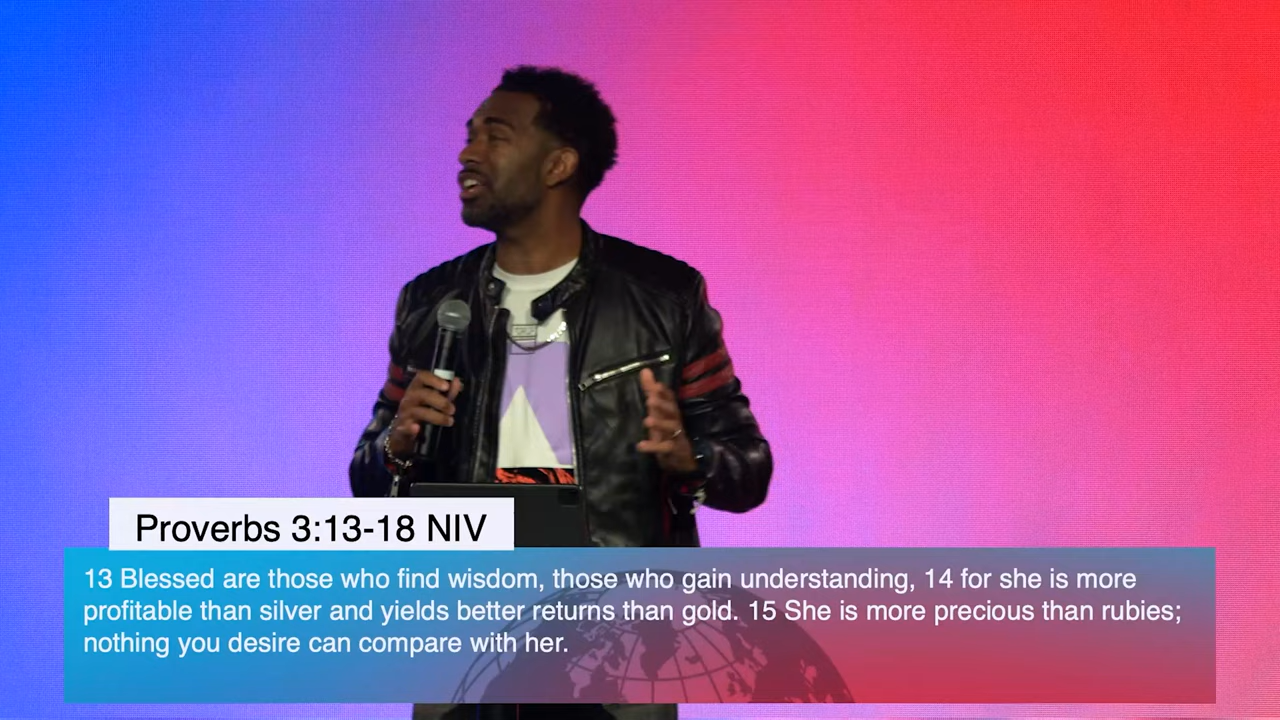 Proverbs 3:13-18 NIV
13 Blessed are those who find wisdom, those who gain understanding, 14 for she is more
profitable than silver and yields better returns than gold. 15 She is more precious than rubies;
nothing you desire can compare with her.